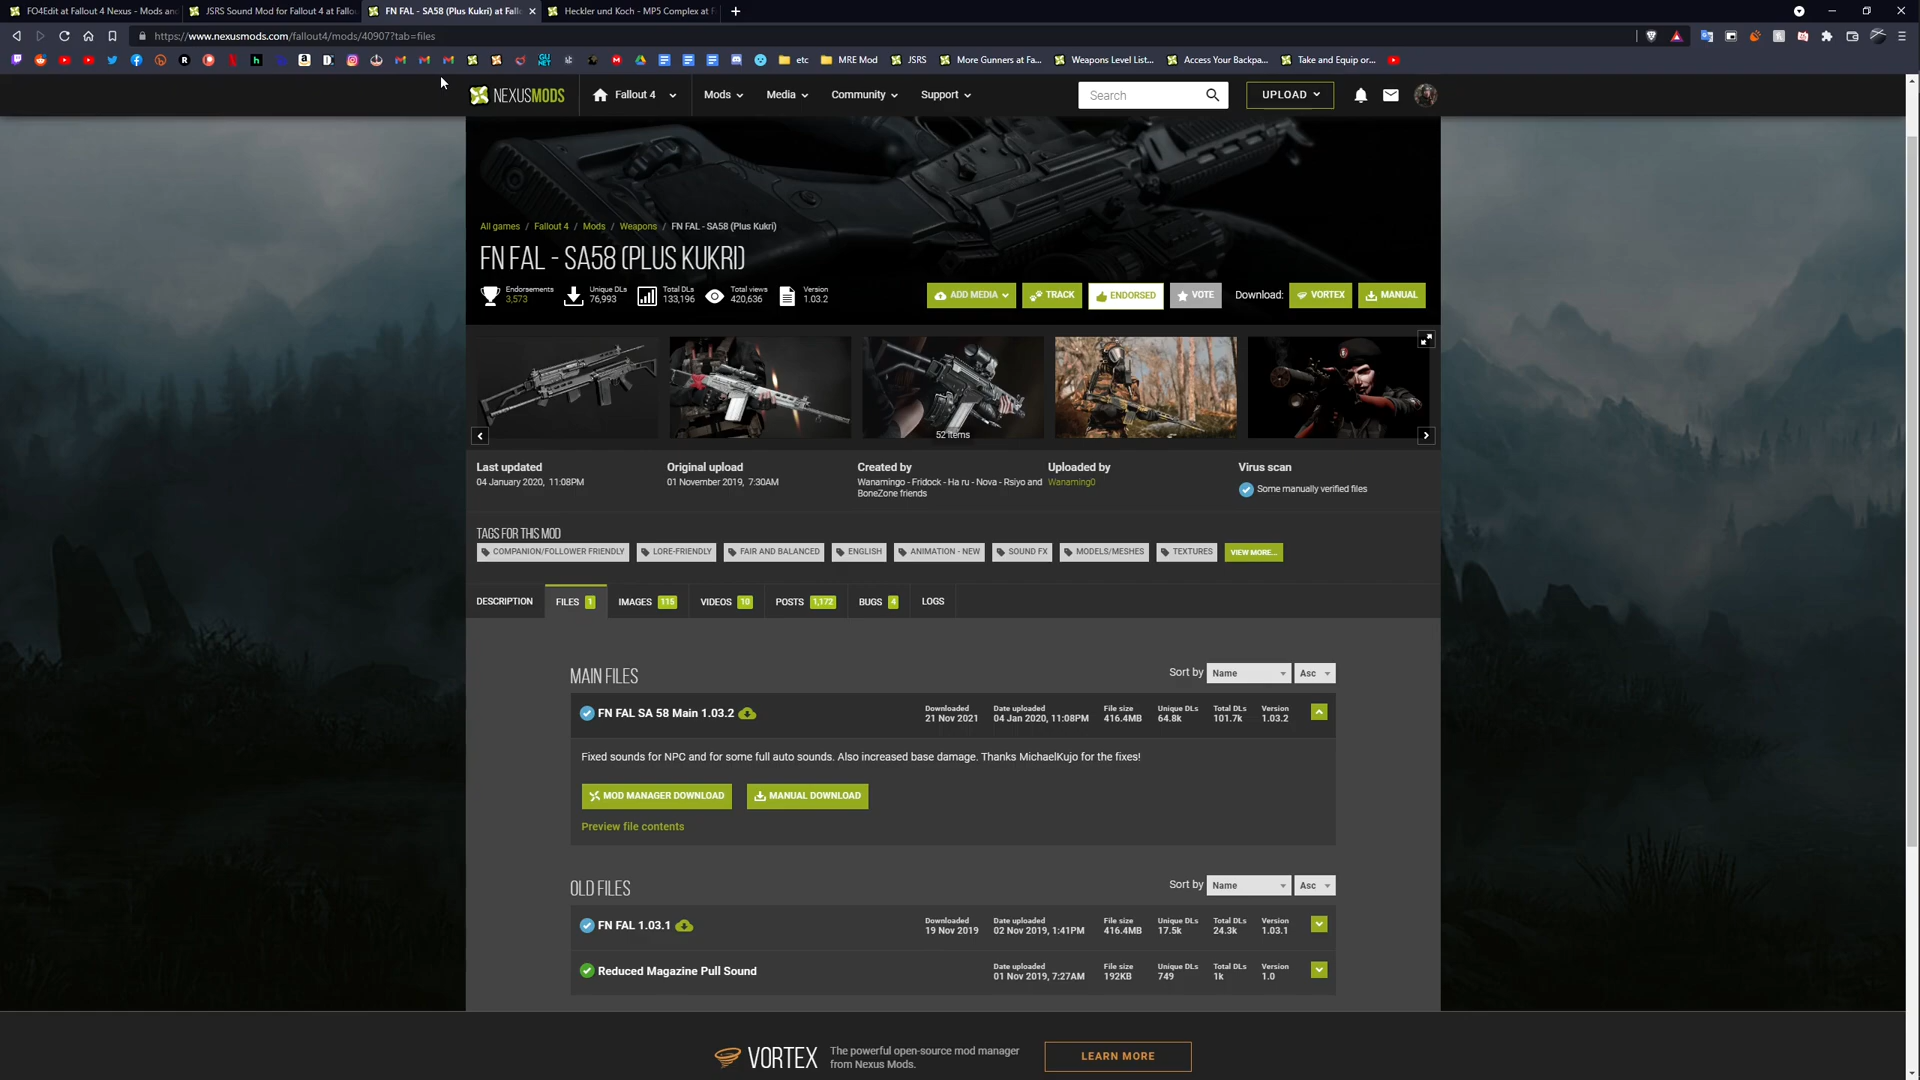 FO4Edit at Fallout 4 Nexus - Mods and
JSRS Sound Mod for Fallout 4 at Fallou
FN FAL - SA58 (Plus Kukri) at Fallo
Heckler und Koch - MP5 Complex at F
https://www.nexusmods.com/fallout4/mods/40907?tab=files
etc
MRE Mod
JSRS
More Gunners at Fa...
Weapons Level List...
Access Your Backpa...
Take and Equip or...
NEXUSMODS
Fallout 4
Mods
Media
Community
Support
Search
UPLOAD
All games / Fallout 4 / Mods / Weapons / FN FAL - SA58 (Plus Kukri)
FN FAL - SA58 (PLUS KUKRI)
Endorsements
3,573
Unique DLs
76,993
Total DLs
133,196
Total views
420,636
Version
1.03.2
ADD MEDIA
TRACK
ENDORSED
VOTE
Download:
VORTEX
MANUAL
52 items
Last updated
04 January 2020, 11:08PM
Original upload
01 November 2019, 7:30AM
Created by
Wanamingo - Fridock - Ha ru - Nova - Rsiyo and
BoneZone friends
Uploaded by
Wanaming0
Virus scan
Some manually verified files
TAGS FOR THIS MOD
COMPANION/FOLLOWER FRIENDLY
LORE-FRIENDLY
FAIR AND BALANCED
ENGLISH
ANIMATION - NEW
SOUND FX
MODELS/MESHES
TEXTURES
VIEW MORE...
DESCRIPTION
FILES 1
IMAGES 115
VIDEOS 10
POSTS 1,172
BUGS 4
LOGS
MAIN FILES
Sort by Name Asc
FN FAL SA 58 Main 1.03.2
Downloaded
21 Nov 2021
Date uploaded
04 Jan 2020, 11:08PM
File size
416.4MB
Unique DLs
64.8k
Total DLs
101.7k
Version
1.03.2
Fixed sounds for NPC and for some full auto sounds. Also increased base damage. Thanks MichaelKujo for the fixes!
MOD MANAGER DOWNLOAD
MANUAL DOWNLOAD
Preview file contents
OLD FILES
Sort by Name Asc
FN FAL 1.03.1
Downloaded
19 Nov 2019
Date uploaded
02 Nov 2019, 1:41PM
File size
416.4MB
Unique DLs
17.5k
Total DLs
24.3k
Version
1.03.1
Reduced Magazine Pull Sound
Date uploaded
01 Nov 2019, 7:27AM
File size
192KB
Unique DLs
749
Total DLs
1k
Version
1.0
VORTEX
The powerful open-source mod manager
from Nexus Mods.
LEARN MORE